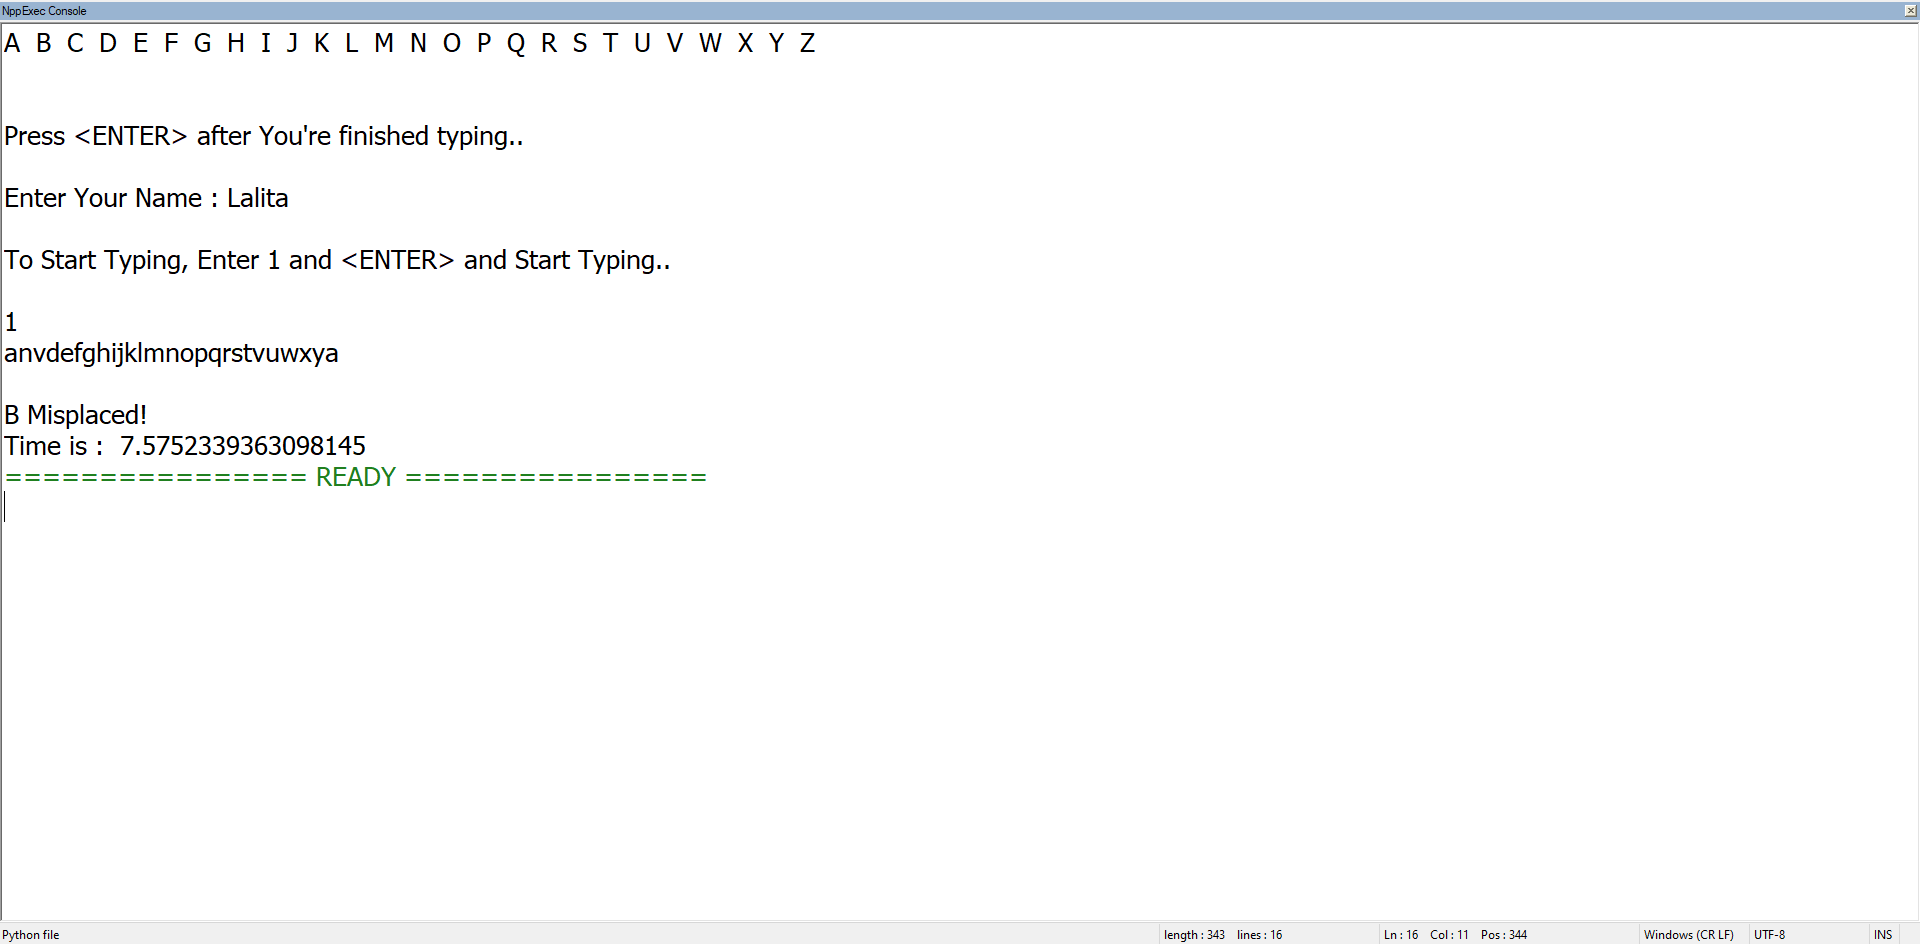 NppExec Console
A B C D E F G H I J K L M N O P Q R S T U V W X Y Z
Press <ENTER> after You're finished typing..
Enter Your Name : Lalita
To Start Typing, Enter 1 and <ENTER> and Start Typing..
1
anvdefghijklmnopqrstvuwxya
B Misplaced!
Time is :  7.5752339363098145
================ READY ================
Python file length : 343 lines : 16 Ln : 16 Col : 11 Pos : 344 Windows (CR LF) UTF-8 INS